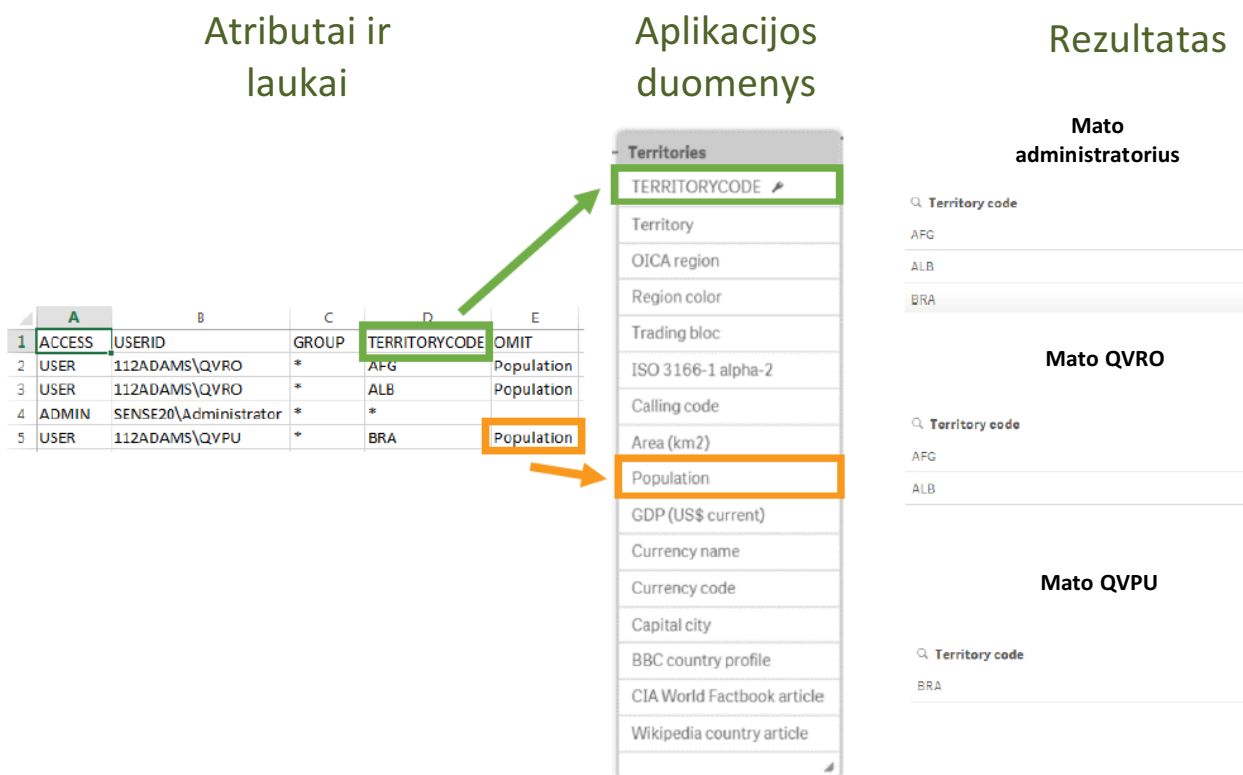 Atributai ir
laukai
Aplikacijos
duomenys
Rezultatas
A B C D E
1 ACCESS USERID GROUP TERRITORYCODE OMIT
2 USER 112ADAMS\QVRO * AFG Population
3 USER 112ADAMS\QVRO * ALB Population
4 ADMIN SENSE20\Administrator * *
5 USER 112ADAMS\QVPU * BRA Population
Territories
TERRITORYCODE
Territory
OICA region
Region color
Trading bloc
ISO 3166-1 alpha-2
Calling code
Area (km2)
Population
GDP (US$ current)
Currency name
Currency code
Capital city
BBC country profile
CIA World Factbook article
Wikipedia country article
Mato
administratorius
Territory code
AFG
ALB
BRA
Mato QVRO
Territory code
AFG
ALB
Mato QVPU
Territory code
BRA